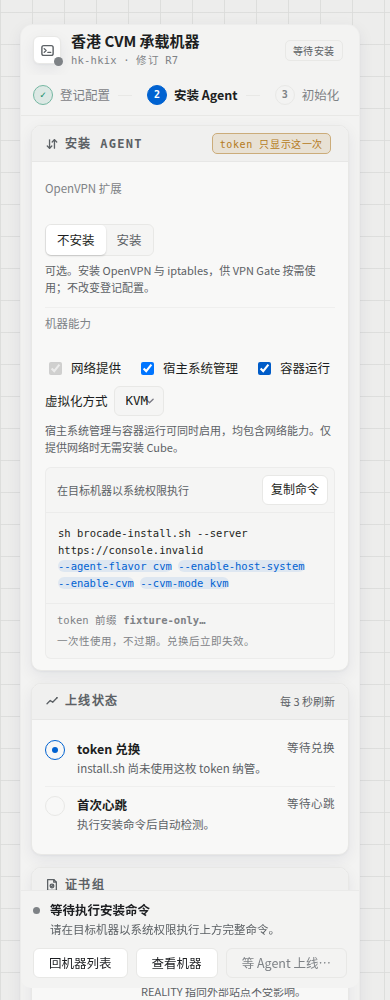 香港 CVM 承载机器
hk-hkix · 修订 R7
等待安装
✓ 登记配置
2 安装 Agent
3 初始化
安装 AGENT
token 只显示这一次
OpenVPN 扩展
不安装 安装
可选。安装 OpenVPN 与 iptables，供 VPN Gate 按需使
用；不改变登记配置。
机器能力
网络提供 宿主系统管理 容器运行
虚拟化方式 KVM
宿主系统管理与容器运行可同时启用，均包含网络能力。仅
提供网络时无需安装 Cube。
在目标机器以系统权限执行
复制命令
sh brocade-install.sh --server
https://console.invalid
--agent-flavor cvm --enable-host-system
--enable-cvm --cvm-mode kvm
token 前缀 fixture-only…
一次性使用，不过期。兑换后立即失效。
上线状态
每 3 秒刷新
token 兑换
等待兑换
install.sh 尚未使用这枚 token 纳管。
首次心跳
等待心跳
执行安装命令后自动检测。
证书组
等待执行安装命令
请在目标机器以系统权限执行上方完整命令。
回机器列表 查看机器 等 Agent 上线…
REALITY 指向外部站点不受影响。